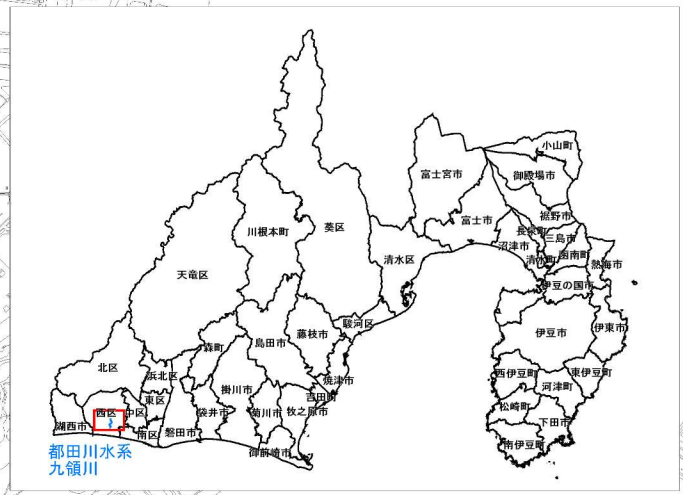 小山町
富士宮市
御殿場市
富士市
裾野市
長泉町
三島市
沼津市
清水町
函南町
熱海市
伊豆の国市
葵区
川根本町
清水区
天竜区
駿河区
藤枝市
島田市
森町
伊豆市
伊東市
北区
浜北区
西伊豆町
東伊豆町
河津町
焼津市
掛川市
吉田町
東区
松崎町
西区
中区
袋井市
菊川市
牧之原市
下田市
湖西市
南区
磐田市
南伊豆町
御前崎市
都田川水系
九領川